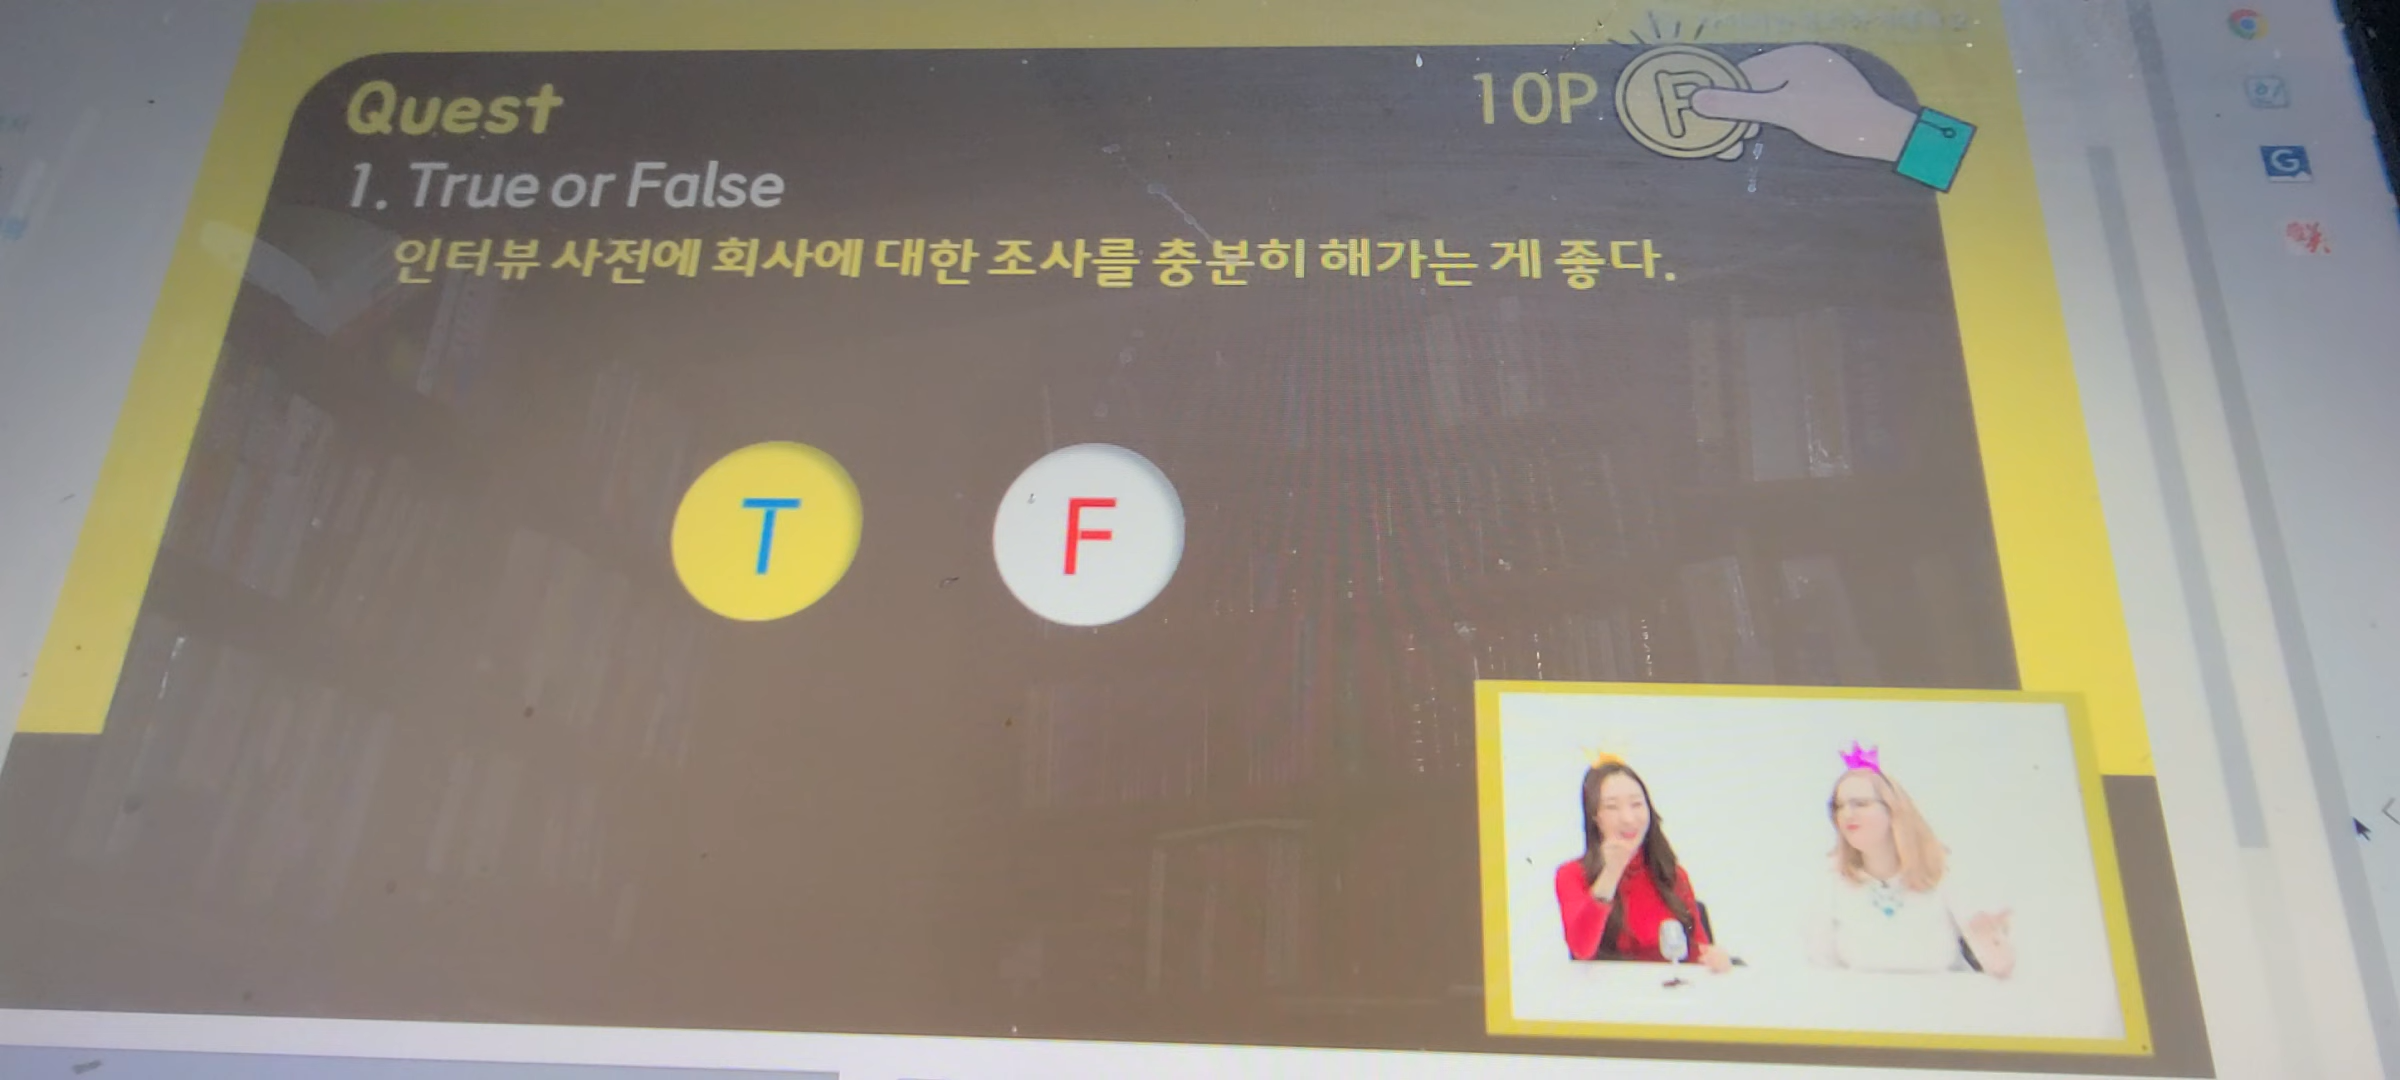 Quest
10P
1. True or False
인터뷰 사전에 회사에 대한 조사를 충분히 해가는 게 좋다.
T
F